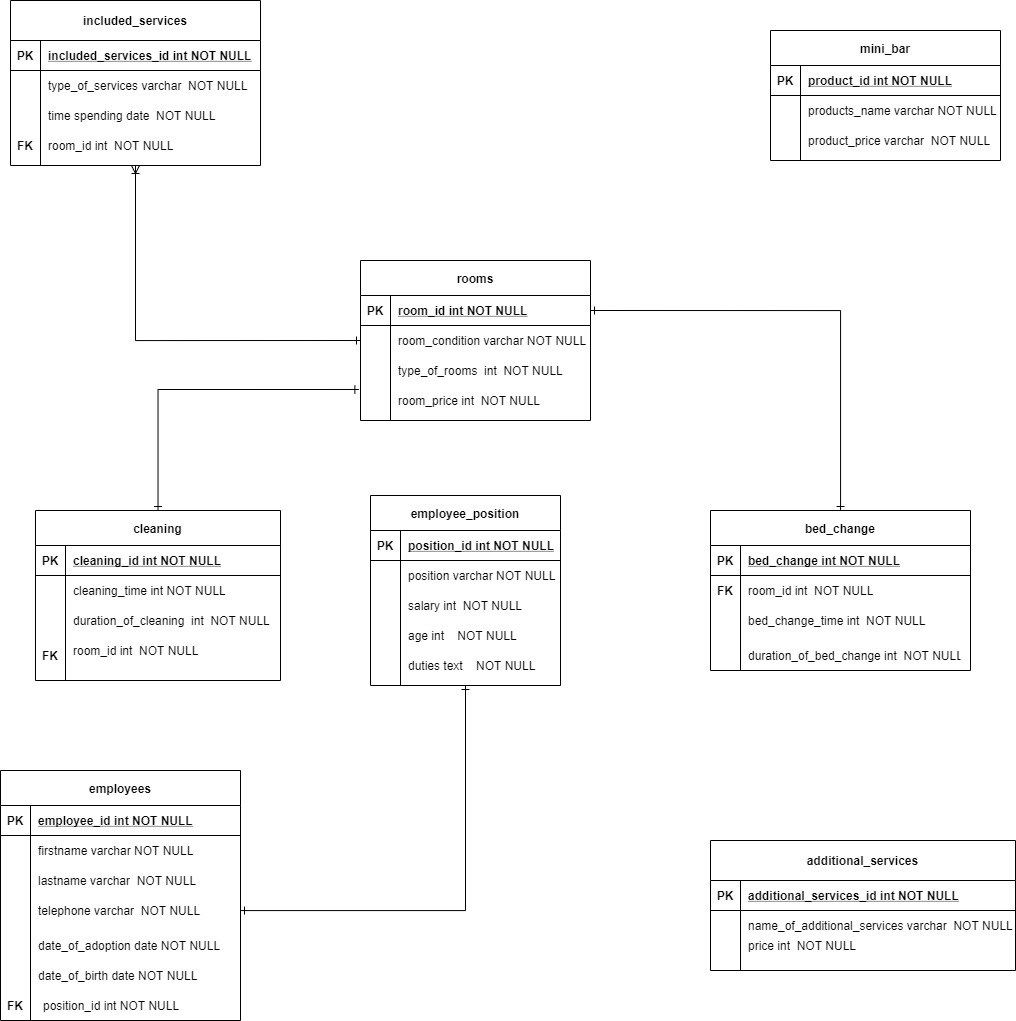 included_services
PK included_services_id int NOT NULL
type_of_services varchar NOT NULL
time spending date NOT NULL
FK room_id int NOT NULL
mini_bar
PK product_id int NOT NULL
products_name varchar NOT NULL
product_price varchar NOT NULL
rooms
PK room_id int NOT NULL
room_condition varchar NOT NULL
type_of_rooms int NOT NULL
room_price int NOT NULL
cleaning
PK cleaning_id int NOT NULL
cleaning_time int NOT NULL
duration_of_cleaning int NOT NULL
FK room_id int NOT NULL
employee_position
PK position_id int NOT NULL
position varchar NOT NULL
salary int NOT NULL
age int NOT NULL
duties text NOT NULL
bed_change
PK bed_change int NOT NULL
FK room_id int NOT NULL
bed_change_time int NOT NULL
duration_of_bed_change int NOT NULL
employees
PK employee_id int NOT NULL
firstname varchar NOT NULL
lastname varchar NOT NULL
telephone varchar NOT NULL
date_of_adoption date NOT NULL
date_of_birth date NOT NULL
FK position_id int NOT NULL
additional_services
PK additional_services_id int NOT NULL
name_of_additional_services varchar NOT NULL
price int NOT NULL